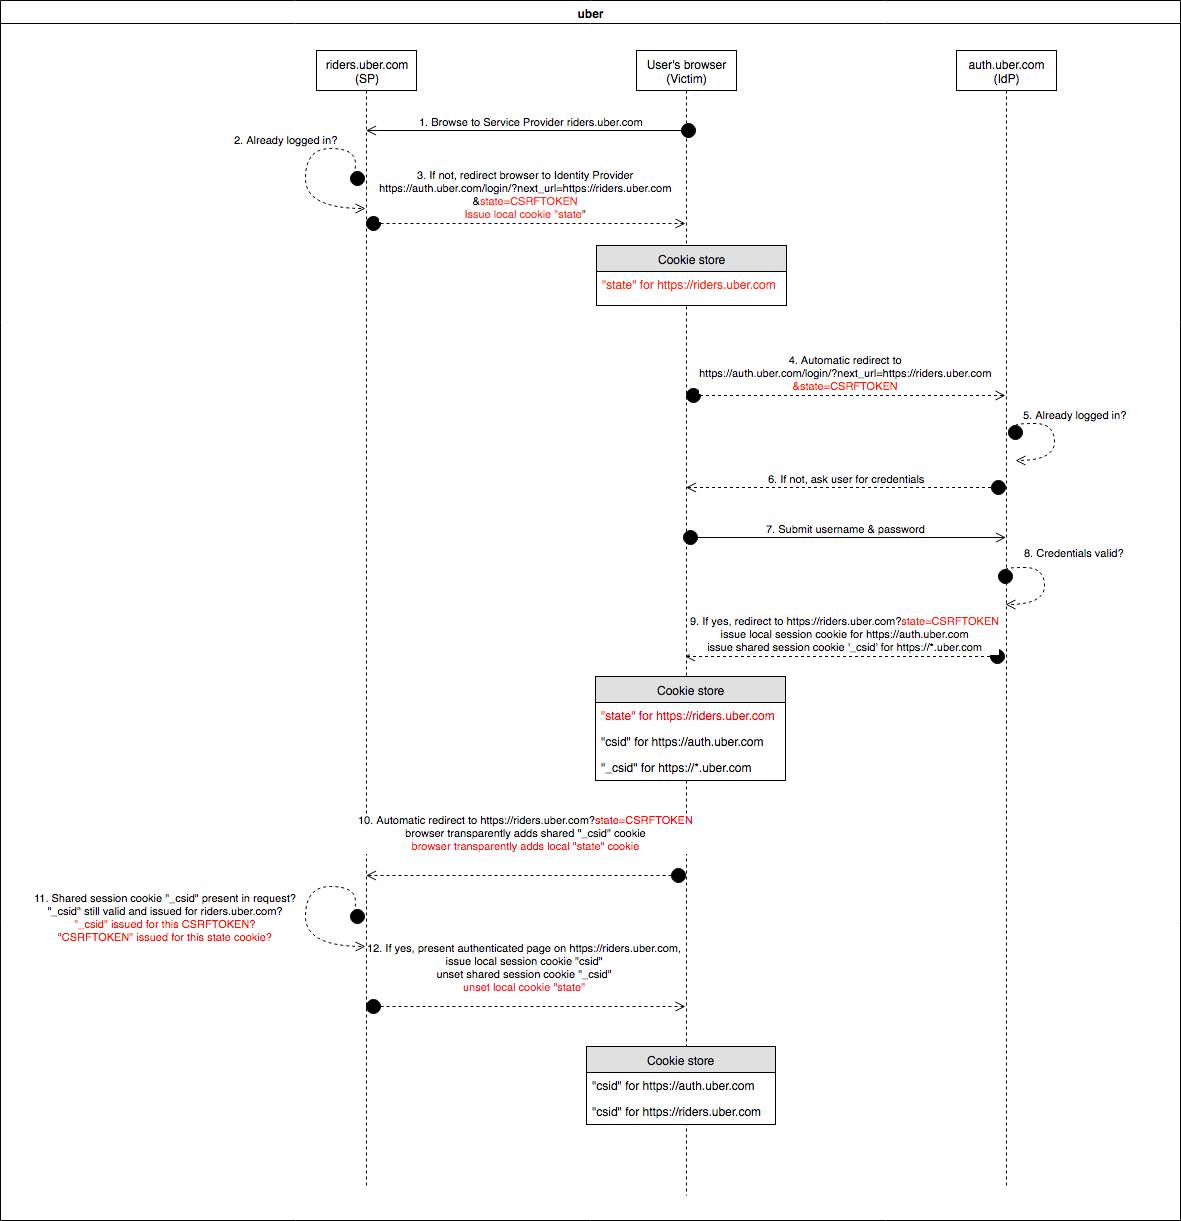 uber
riders.uber.com
(SP)
User's browser
(Victim)
auth.uber.com
(IdP)
1. Browse to Service Provider riders.uber.com
2. Already logged in?
3. If not, redirect browser to Identity Provider
https://auth.uber.com/login/?next_url=https://riders.uber.com
&state=CSRFTOKEN
Issue local cookie "state"
Cookie store
"state" for https://riders.uber.com
4. Automatic redirect to
https://auth.uber.com/login/?next_url=https://riders.uber.com
&state=CSRFTOKEN
5. Already logged in?
6. If not, ask user for credentials
7. Submit username & password
8. Credentials valid?
9. If yes, redirect to https://riders.uber.com?state=CSRFTOKEN
issue local session cookie for https://auth.uber.com
issue shared session cookie '_csid' for https://*.uber.com
Cookie store
"state" for https://riders.uber.com
"csid" for https://auth.uber.com
"_csid" for https://*.uber.com
10. Automatic redirect to https://riders.uber.com?state=CSRFTOKEN
browser transparently adds shared "_csid" cookie
browser transparently adds local "state" cookie
11. Shared session cookie "_csid" present in request?
"_csid" still valid and issued for riders.uber.com?
"_csid" issued for this CSRFTOKEN?
"CSRFTOKEN" issued for this state cookie?
12. If yes, present authenticated page on https://riders.uber.com,
issue local session cookie "csid"
unset shared session cookie "_csid"
unset local cookie "state"
Cookie store
"csid" for https://auth.uber.com
"csid" for https://riders.uber.com